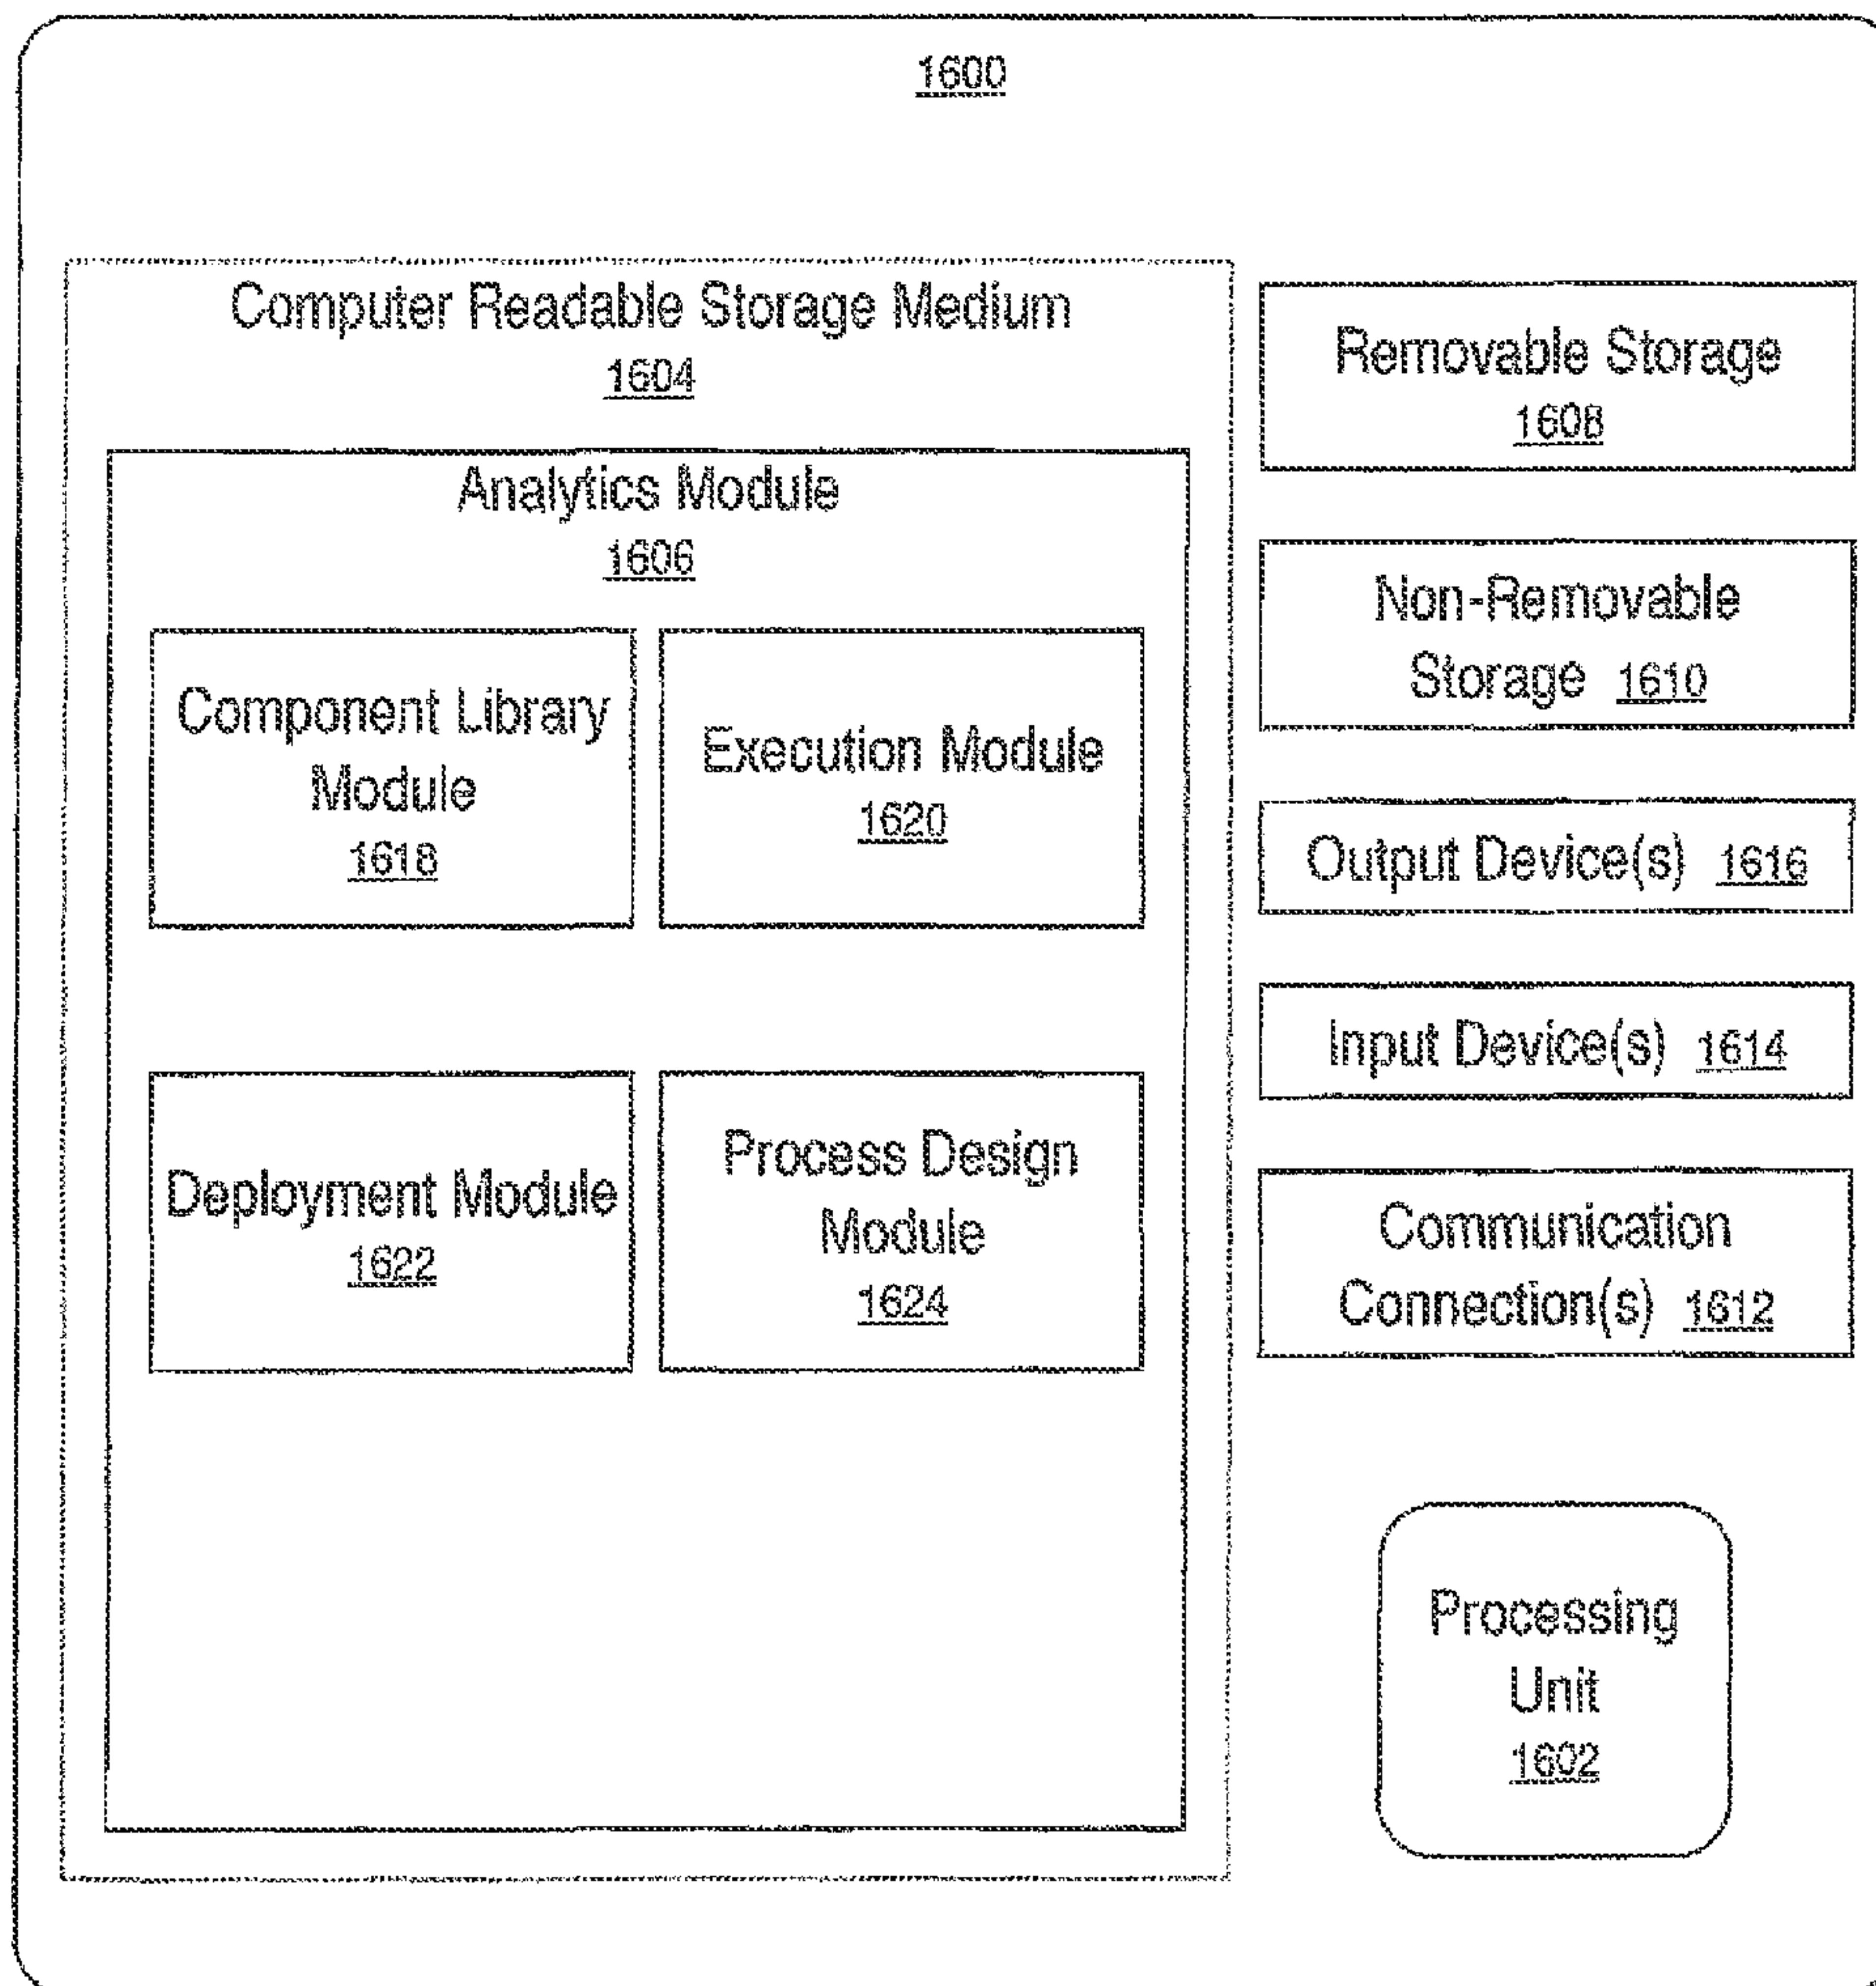 1600
Computer Readable Storage Medium
1604
Analytics Module
1606
Component Library
Module
1618
Execution Module
1620
Deployment Module
1622
Process Design
Module
1624
Removable Storage
1608
Non-Removable
Storage 1610
Output Device(s) 1616
Input Device(s) 1614
Communication
Connection(s) 1612
Processing
Unit
1602